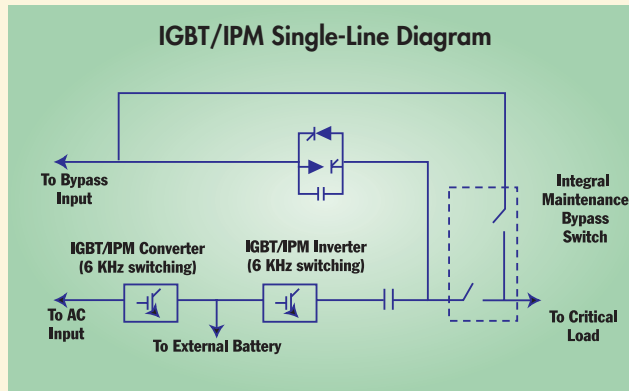 IGBT/IPM Single-Line Diagram
To Bypass
Input
Integral
Maintenance
Bypass
Switch
IGBT/IPM Converter
(6 KHz switching)
IGBT/IPM Inverter
(6 KHz switching)
To AC
Input
To External Battery
To Critical
Load